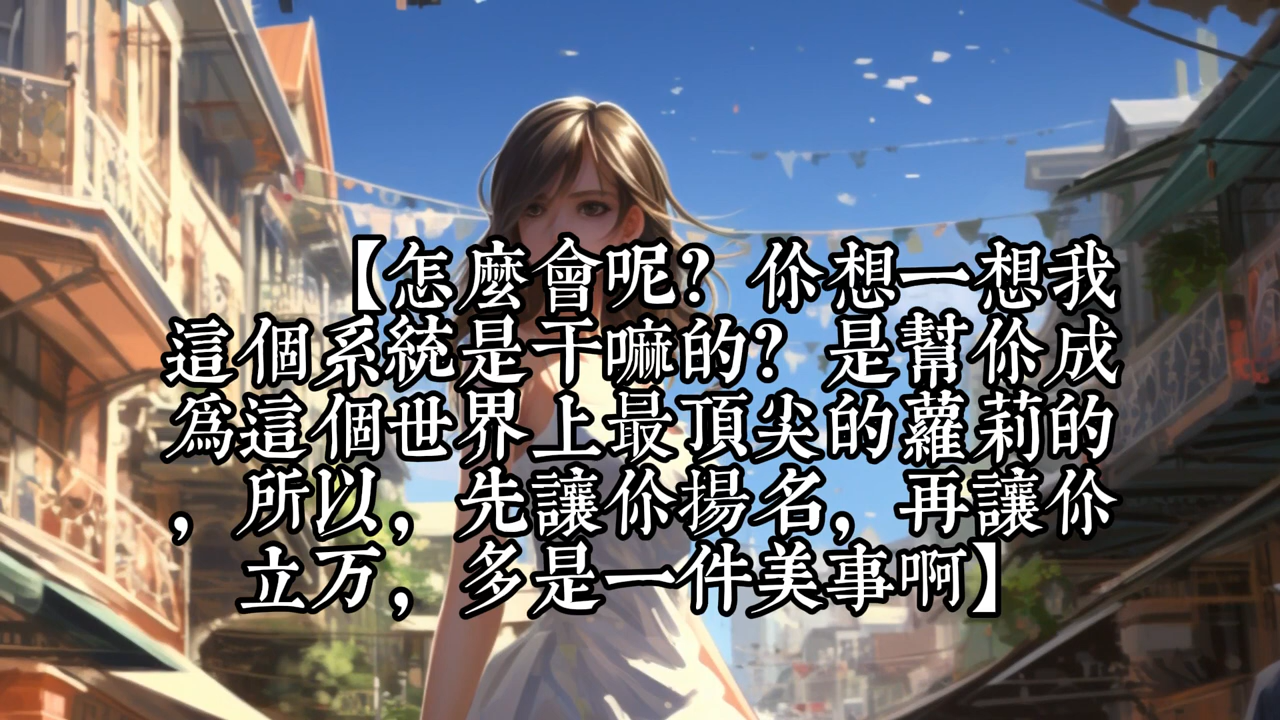 【怎麼會呢？你想一想我
這個系統是干嘛的？是幫你成
爲這個世界上最頂尖的蘿莉的
，所以，先讓你揚名，再讓你
立万，多是一件美事啊】